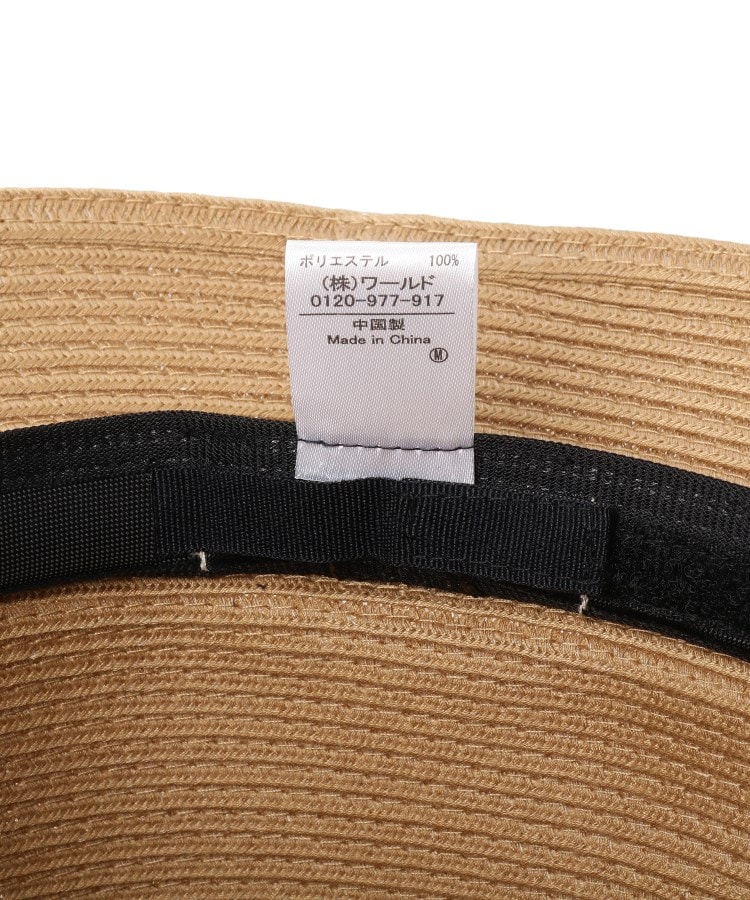 ポリエステル 100%
(株)ワールド
0120-977-917
中国製
Made in China
Ⓜ